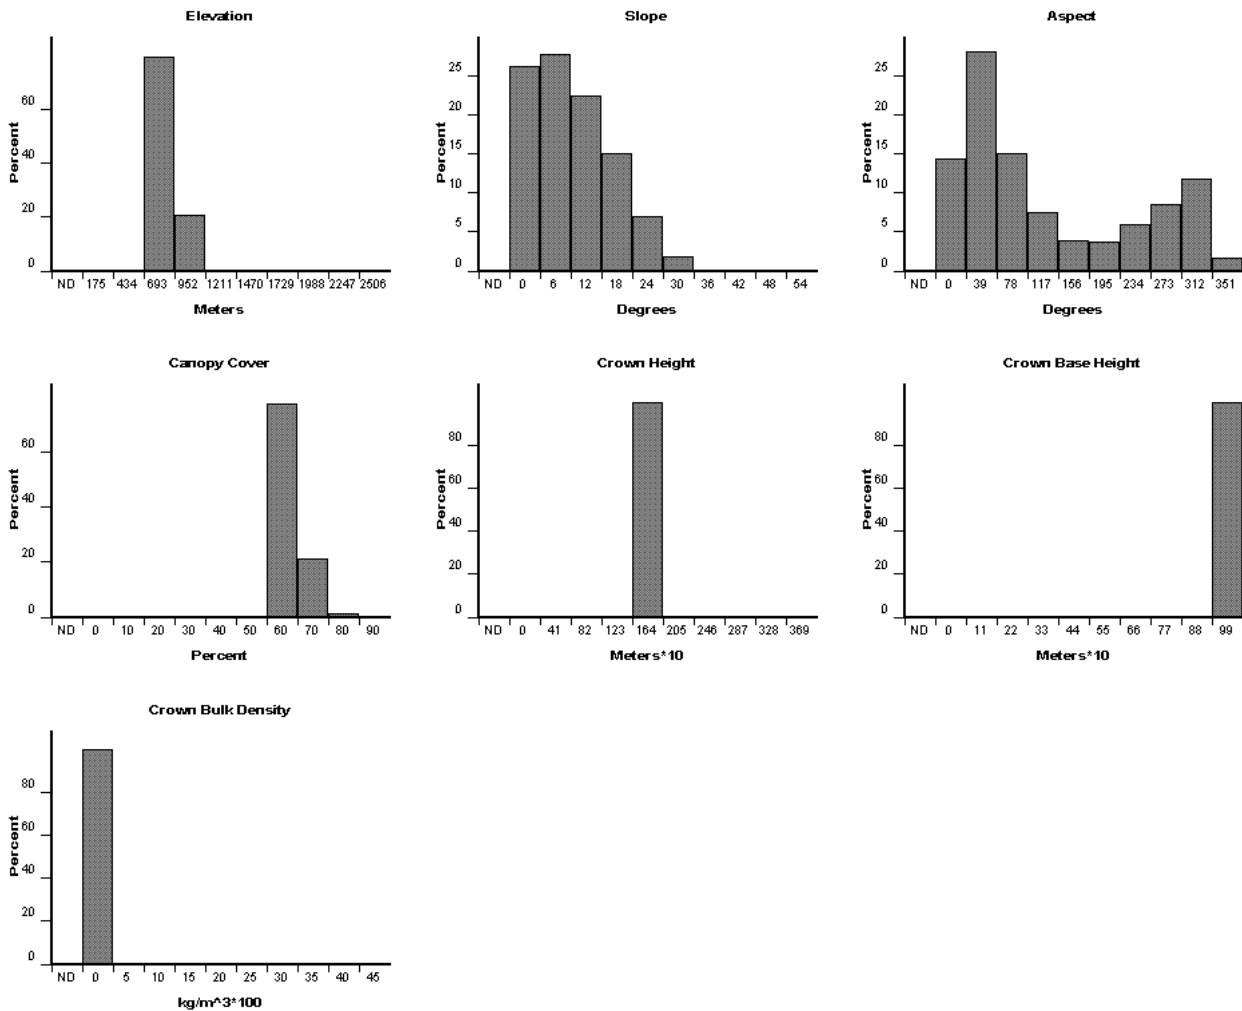 Elevation
Percent
60
40
20
0
ND 175 434 693 952 1211 1470 1729 1988 2247 2506
Meters
Slope
Percent
25
20
15
10
5
0
ND 0 6 12 18 24 30 36 42 48 54
Degrees
Aspect
Percent
25
20
15
10
5
0
ND 0 39 78 117 156 195 234 273 312 351
Degrees
Canopy Cover
Percent
60
40
20
0
ND 0 10 20 30 40 50 60 70 80 90
Percent
Crown Height
Percent
80
60
40
20
0
ND 0 41 82 123 164 205 246 287 328 369
Meters*10
Crown Base Height
Percent
80
60
40
20
0
ND 0 11 22 33 44 55 66 77 88 99
Meters*10
Crown Bulk Density
Percent
80
60
40
20
0
ND 0 5 10 15 20 25 30 35 40 45
kg/m^3*100